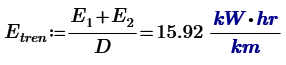 E_tren := (E_1 + E_2) / D = 15.92 (kW · hr) / km